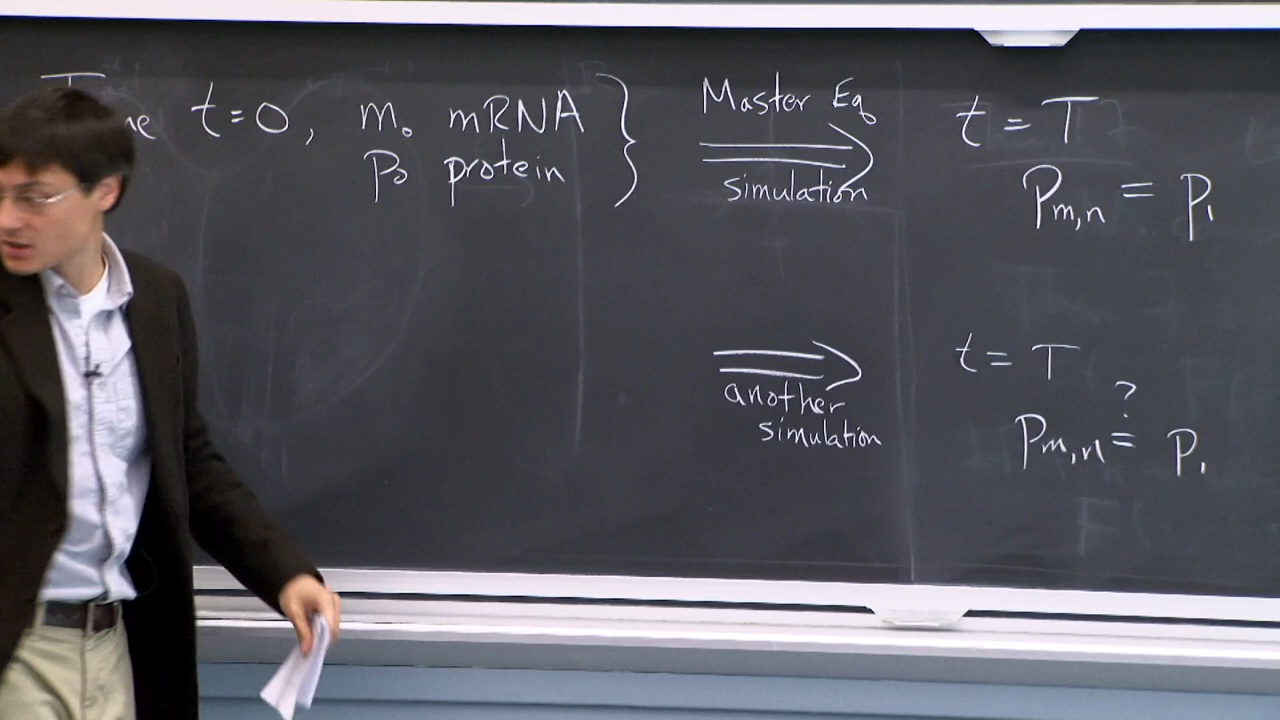 t=0, m₀ mRNA
P₀ protein
Master Eq
simulation
t = T
Pm,n = P₁
another
simulation
t = T
?
Pm,n = P₁